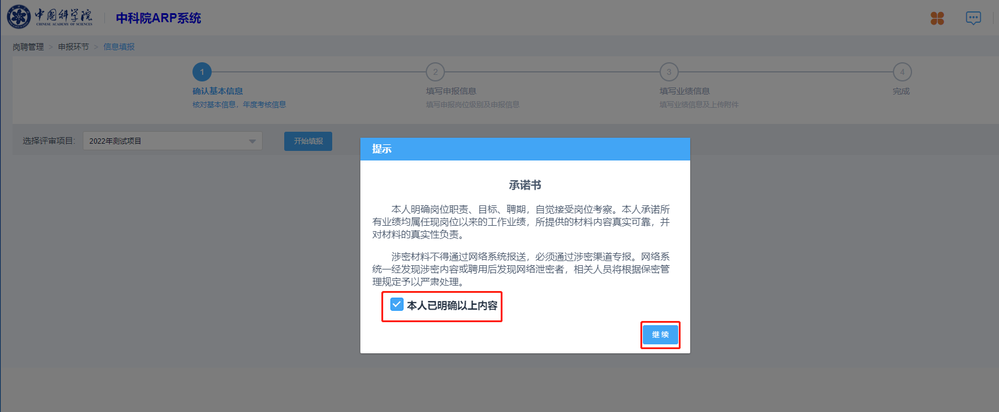 中国科学院
CHINESE ACADEMY OF SCIENCES
中科院ARP系统
岗聘管理 > 申报环节 > 信息填报
1 2 3 4
确认基本信息 填写申报信息 填写业绩信息 完成
核对基本信息，年度考核信息 填写申报岗位级别及申报信息 填写业绩信息及上传附件
选择评审项目: 2022年测试项目 开始填报
提示
承诺书
本人明确岗位职责、目标、聘期，自觉接受岗位考察。本人承诺所
有业绩均属任现岗位以来的工作业绩，所提供的材料内容真实可靠，并
对材料的真实性负责。
涉密材料不得通过网络系统报送，必须通过涉密渠道专报。网络系
统一经发现涉密内容或聘用后发现网络泄密者，相关人员将根据保密管
理规定予以严肃处理。
本人已明确以上内容
继续